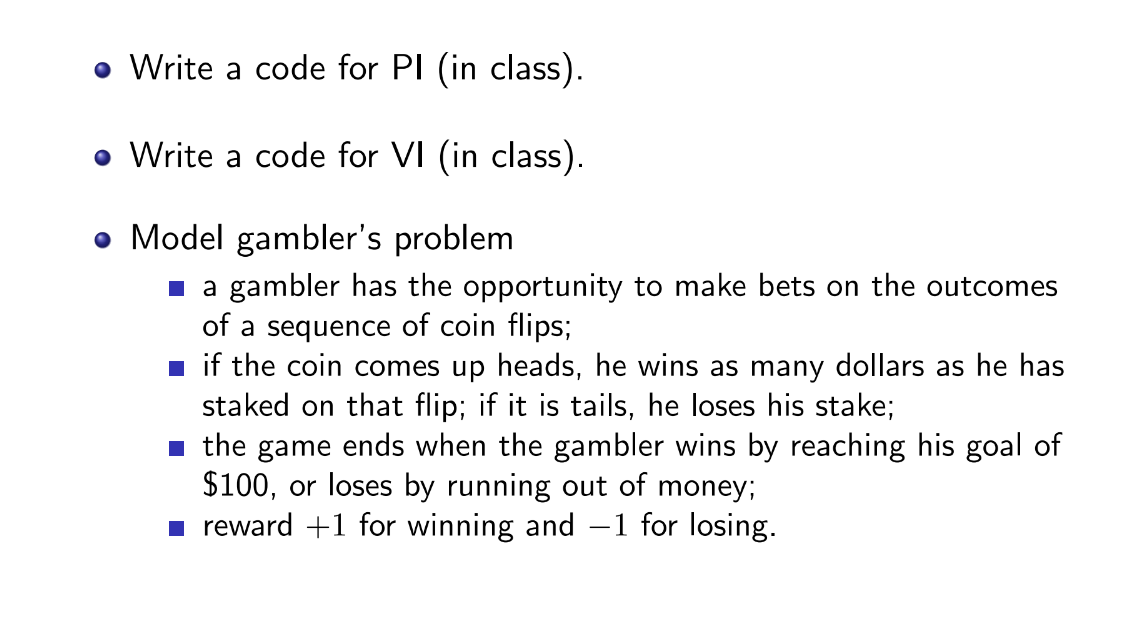 Write a code for PI (in class).
Write a code for VI (in class).
Model gambler's problem
a gambler has the opportunity to make bets on the outcomes
of a sequence of coin flips;
if the coin comes up heads, he wins as many dollars as he has
staked on that flip; if it is tails, he loses his stake;
the game ends when the gambler wins by reaching his goal of
$100, or loses by running out of money;
reward +1 for winning and −1 for losing.